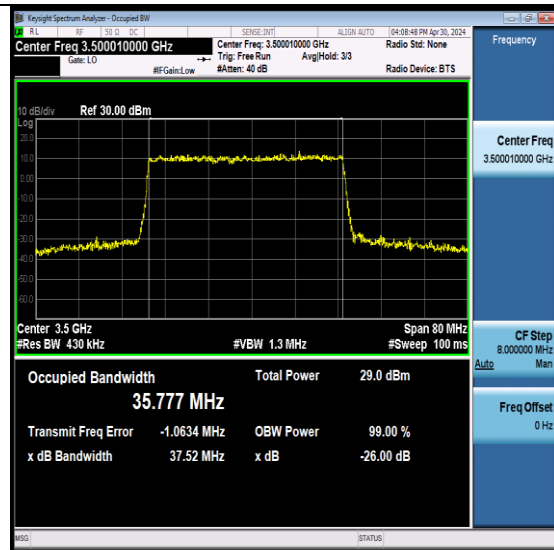 Keysight Spectrum Analyzer - Occupied BW
RL RF 50 Ω DC SENSE:INT ALIGN AUTO 04:08:48 PM Apr 30, 2024
Center Freq 3.500010000 GHz
Center Freq: 3.500010000 GHz
Radio Std: None
Gate: LO
Trig: Free Run Avg|Hold: 3/3
#IFGain:Low
#Atten: 40 dB
Radio Device: BTS
Frequency
10 dB/div Ref 30.00 dBm
Log
20.0
10.0
0.00
-10.0
-20.0
-30.0
-40.0
-50.0
-60.0
Center Freq
3.500010000 GHz
Center 3.5 GHz
Span 80 MHz
#Res BW 430 kHz
#VBW 1.3 MHz
#Sweep 100 ms
CF Step
8.000000 MHz
Auto Man
Occupied Bandwidth
Total Power 29.0 dBm
35.777 MHz
Transmit Freq Error -1.0634 MHz
OBW Power 99.00 %
x dB Bandwidth 37.52 MHz
x dB -26.00 dB
Freq Offset
0 Hz
MSG
STATUS